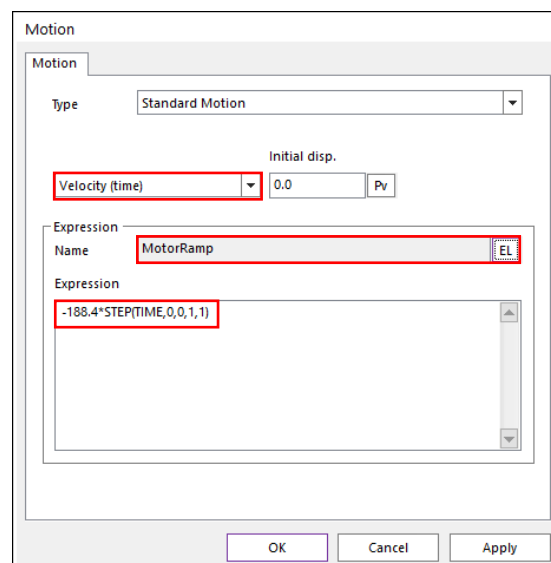 Motion
Motion
Type Standard Motion
Initial disp.
Velocity (time) 0.0 Pv
Expression
Name MotorRamp EL
Expression
-188.4*STEP(TIME,0,0,1,1)
OK Cancel Apply